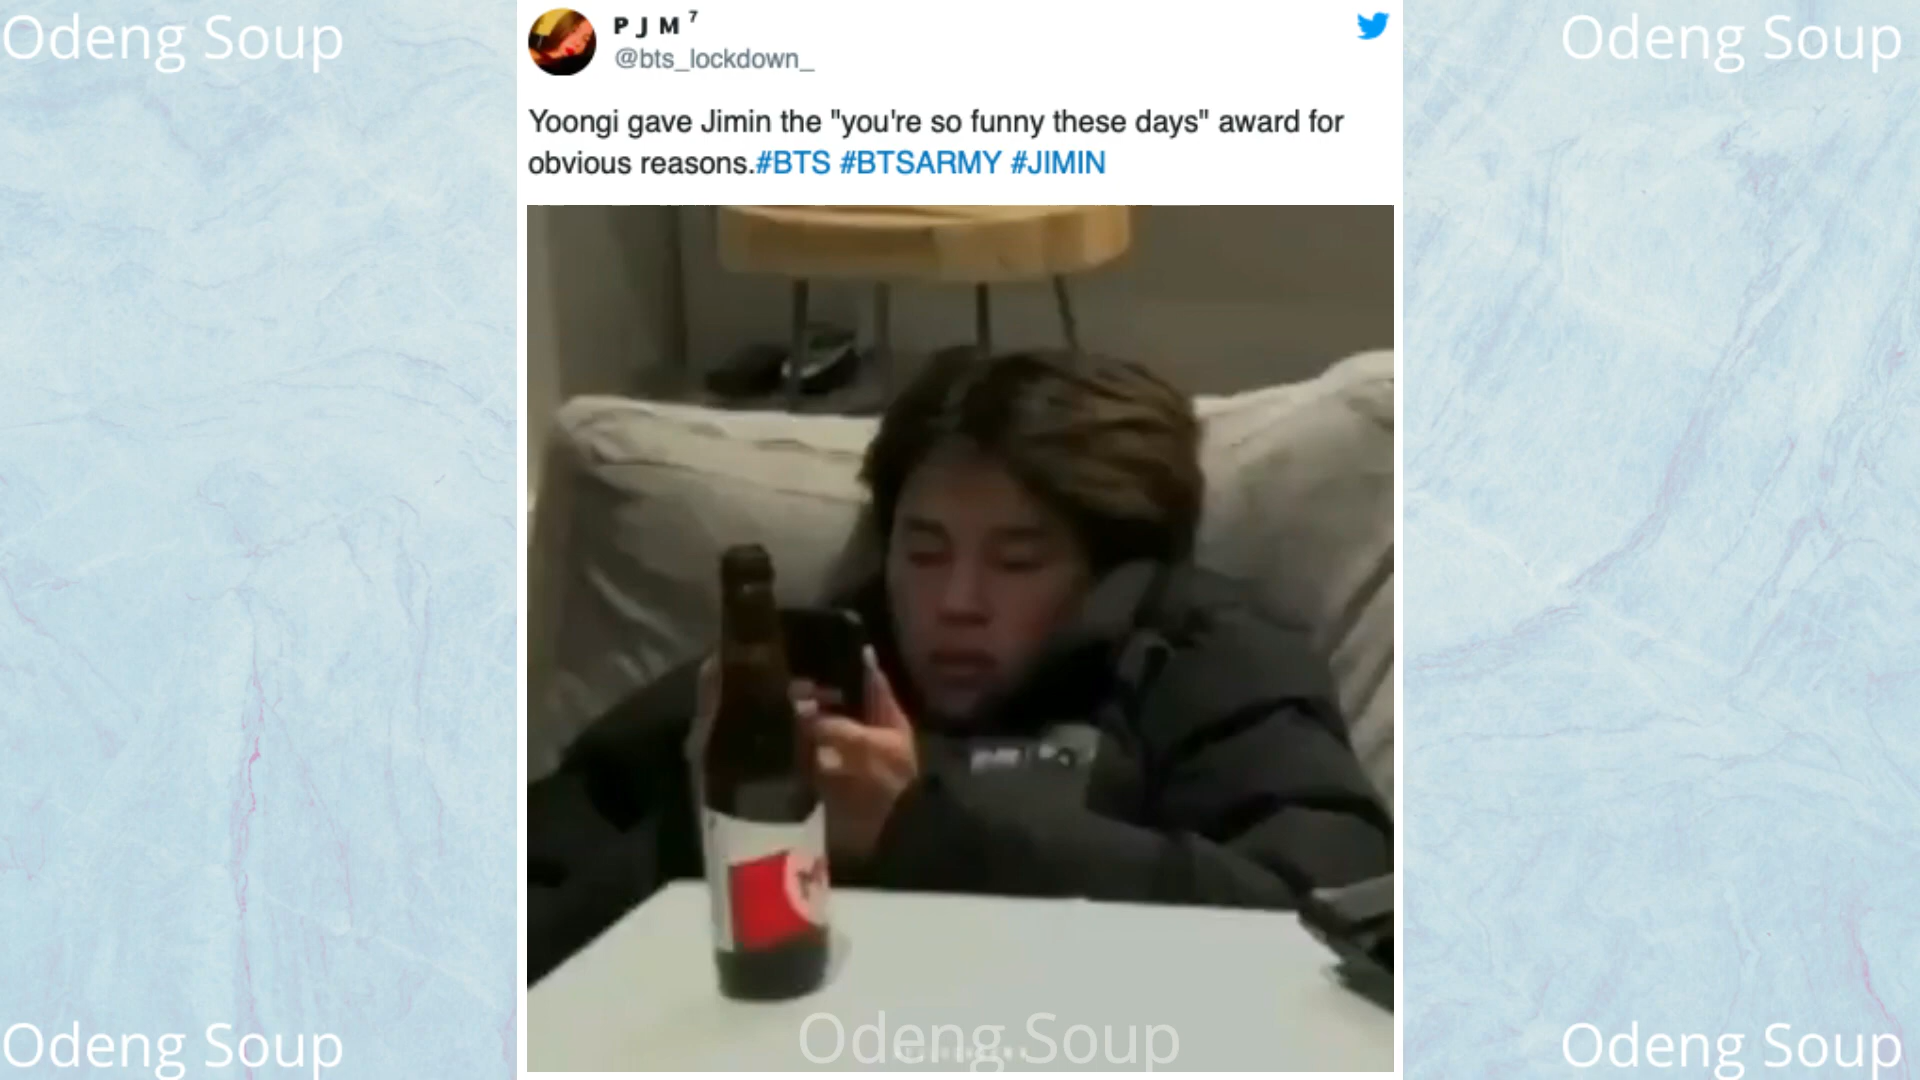 Odeng Soup
Odeng Soup
P J M ⁷
@bts_lockdown_
Yoongi gave Jimin the "you're so funny these days" award for
obvious reasons.#BTS #BTSARMY #JIMIN
Odeng Soup
Odeng Soup
Odeng Soup